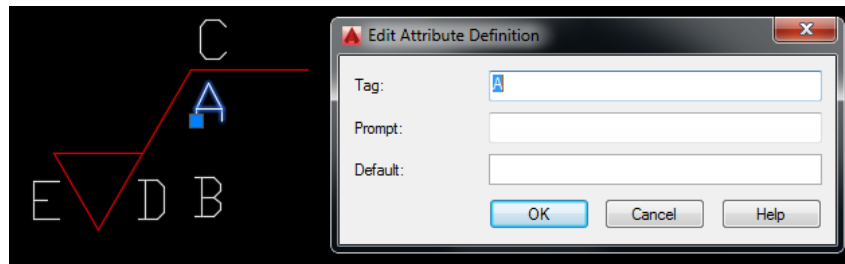 C
A
E D B
Edit Attribute Definition
Tag: A
Prompt:
Default:
OK Cancel Help